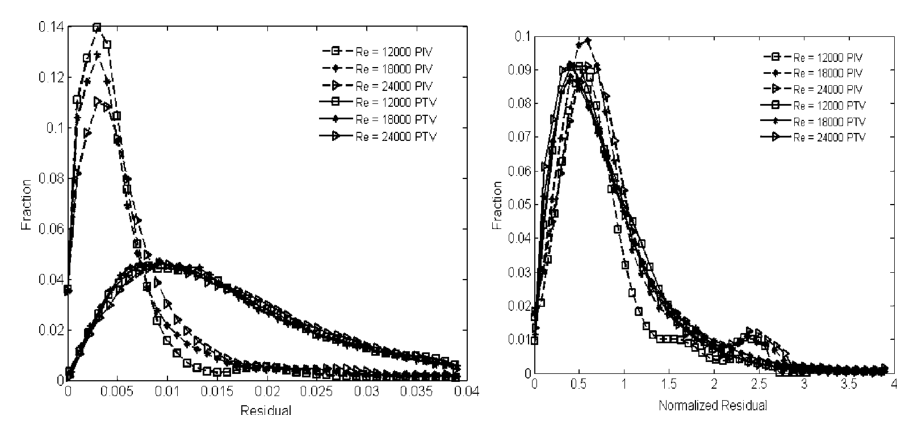 0.14
0.12
0.1
0.08
0.06
0.04
0.02
0
Fraction
0
0.005
0.01
0.015
0.02
0.025
0.03
0.035
0.04
Residual
Re = 12000 PIV
Re = 18000 PIV
Re = 24000 PIV
Re = 12000 PTV
Re = 18000 PTV
Re = 24000 PTV
0.1
0.09
0.08
0.07
0.06
0.05
0.04
0.03
0.02
0.01
0
Fraction
0
0.5
1
1.5
2
2.5
3
3.5
4
Normalized Residual
Re = 12000 PIV
Re = 18000 PIV
Re = 24000 PIV
Re = 12000 PTV
Re = 18000 PTV
Re = 24000 PTV